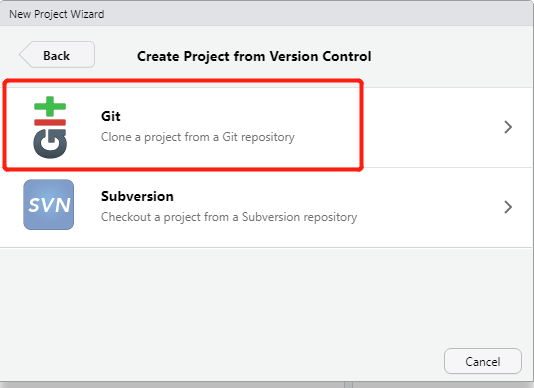 New Project Wizard
Back
Create Project from Version Control
git
Git
Clone a project from a Git repository
SVN
Subversion
Checkout a project from a Subversion repository
Cancel